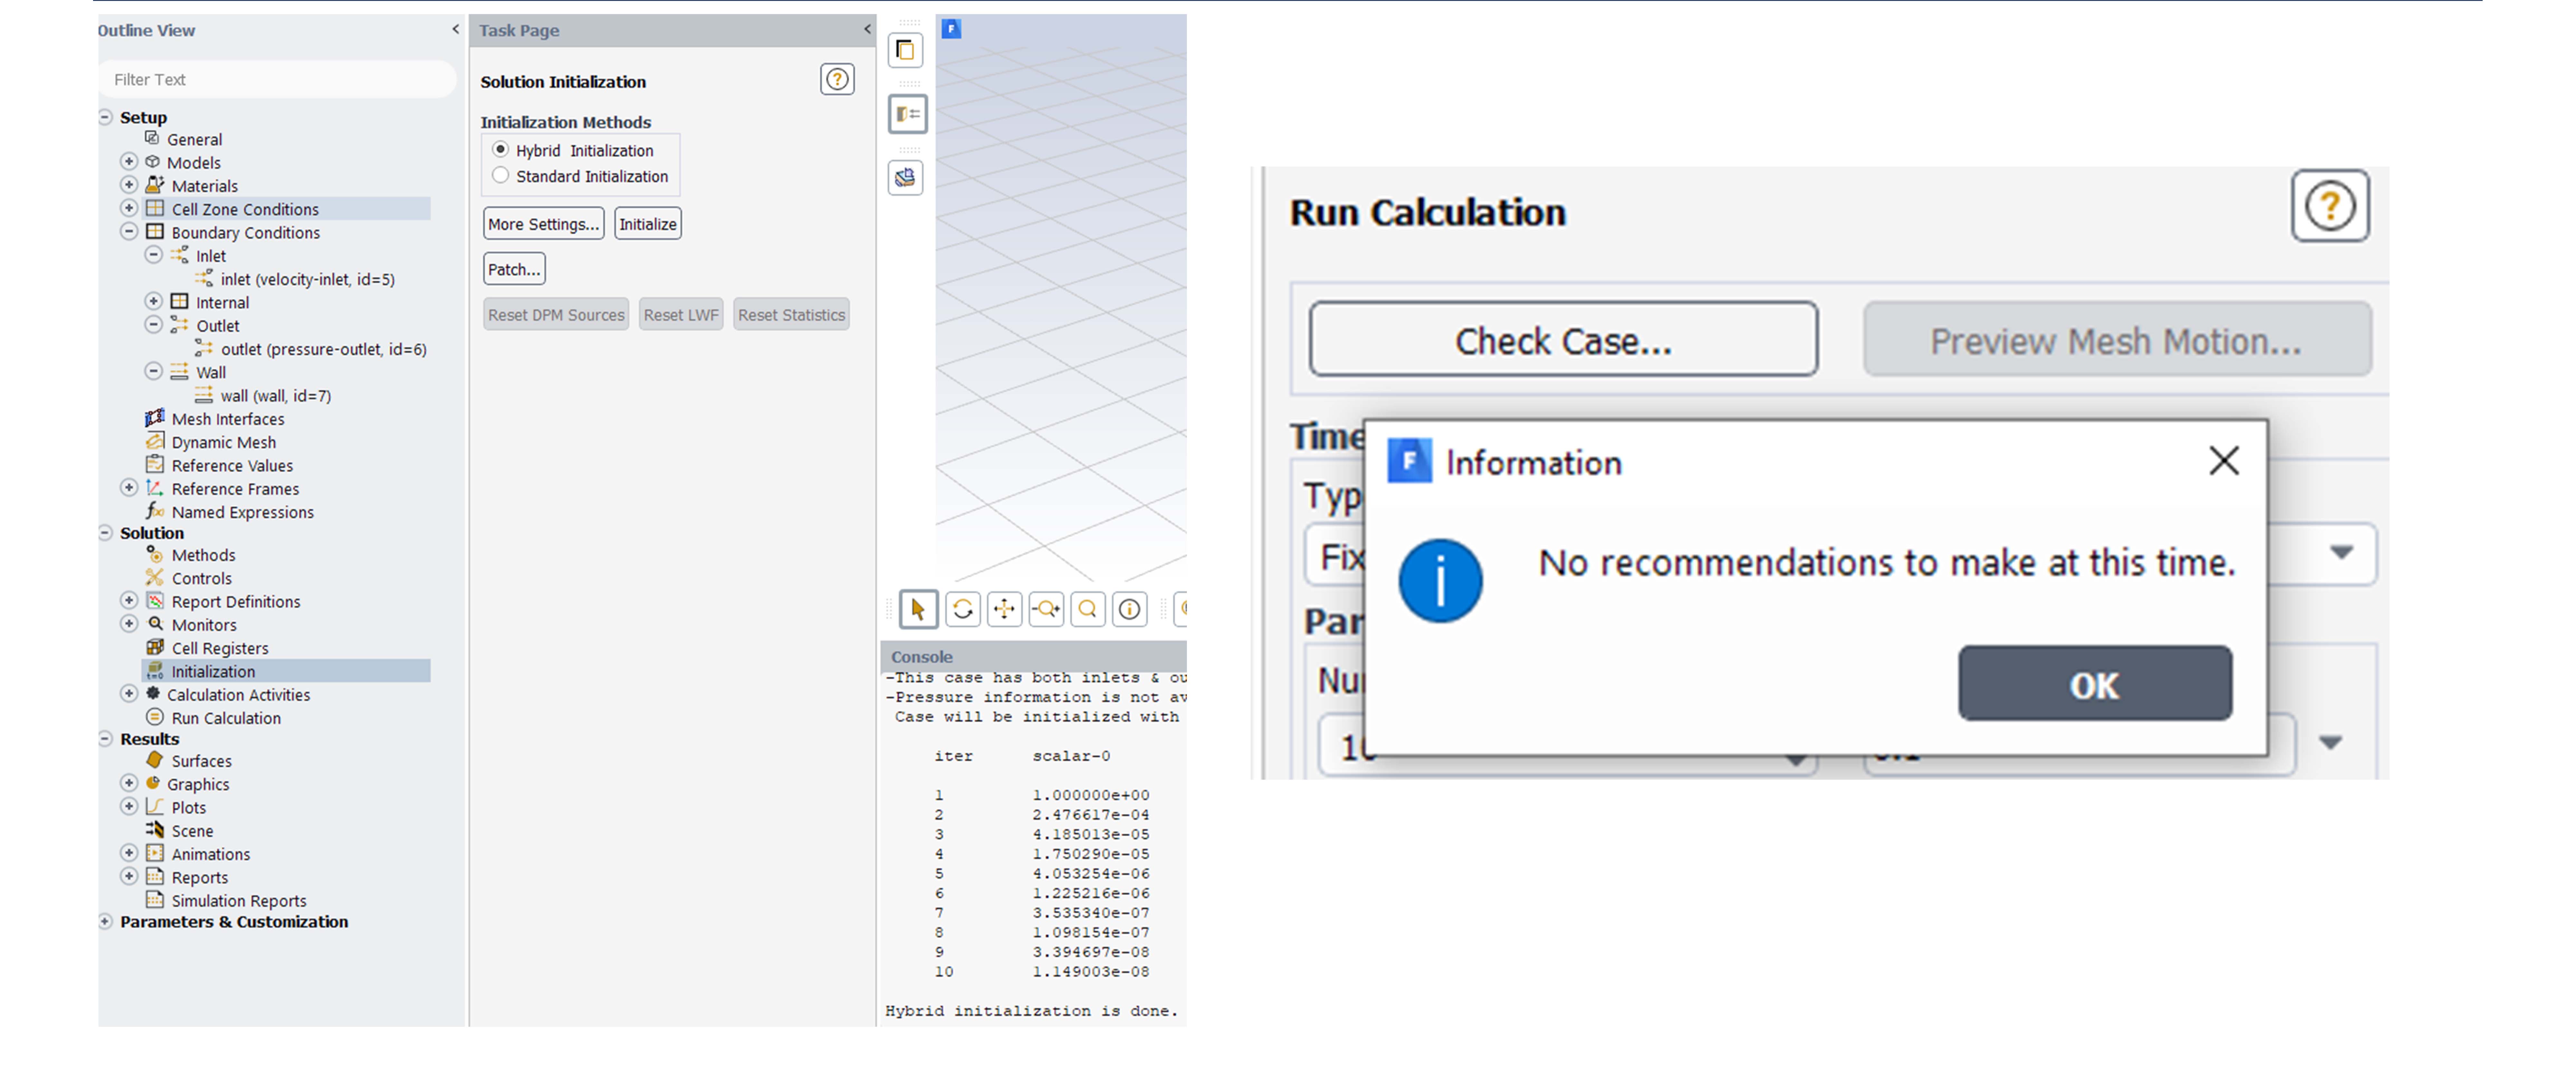 Outline View
Filter Text
Setup
General
Models
Materials
Cell Zone Conditions
Boundary Conditions
Inlet
inlet (velocity-inlet, id=5)
Internal
Outlet
outlet (pressure-outlet, id=6)
Wall
wall (wall, id=7)
Mesh Interfaces
Dynamic Mesh
Reference Values
Reference Frames
Named Expressions
Solution
Methods
Controls
Report Definitions
Monitors
Cell Registers
Initialization
Calculation Activities
Run Calculation
Results
Surfaces
Graphics
Plots
Scene
Animations
Reports
Simulation Reports
Parameters & Customization
Task Page
Solution Initialization
Initialization Methods
Hybrid Initialization
Standard Initialization
More Settings... Initialize
Patch...
Reset DPM Sources Reset LWF Reset Statistics
Console
-This case has both inlets & ou
-Pressure information is not av
Case will be initialized with
iter scalar-0
1 1.000000e+00
2 2.476617e-04
3 4.185013e-05
4 1.750290e-05
5 4.053254e-06
6 1.225216e-06
7 3.535340e-07
8 1.098154e-07
9 3.394697e-08
10 1.149003e-08
Hybrid initialization is done.
Run Calculation
Check Case... Preview Mesh Motion...
Time
Typ
Fix
Par
Nu
Information
No recommendations to make at this time.
OK